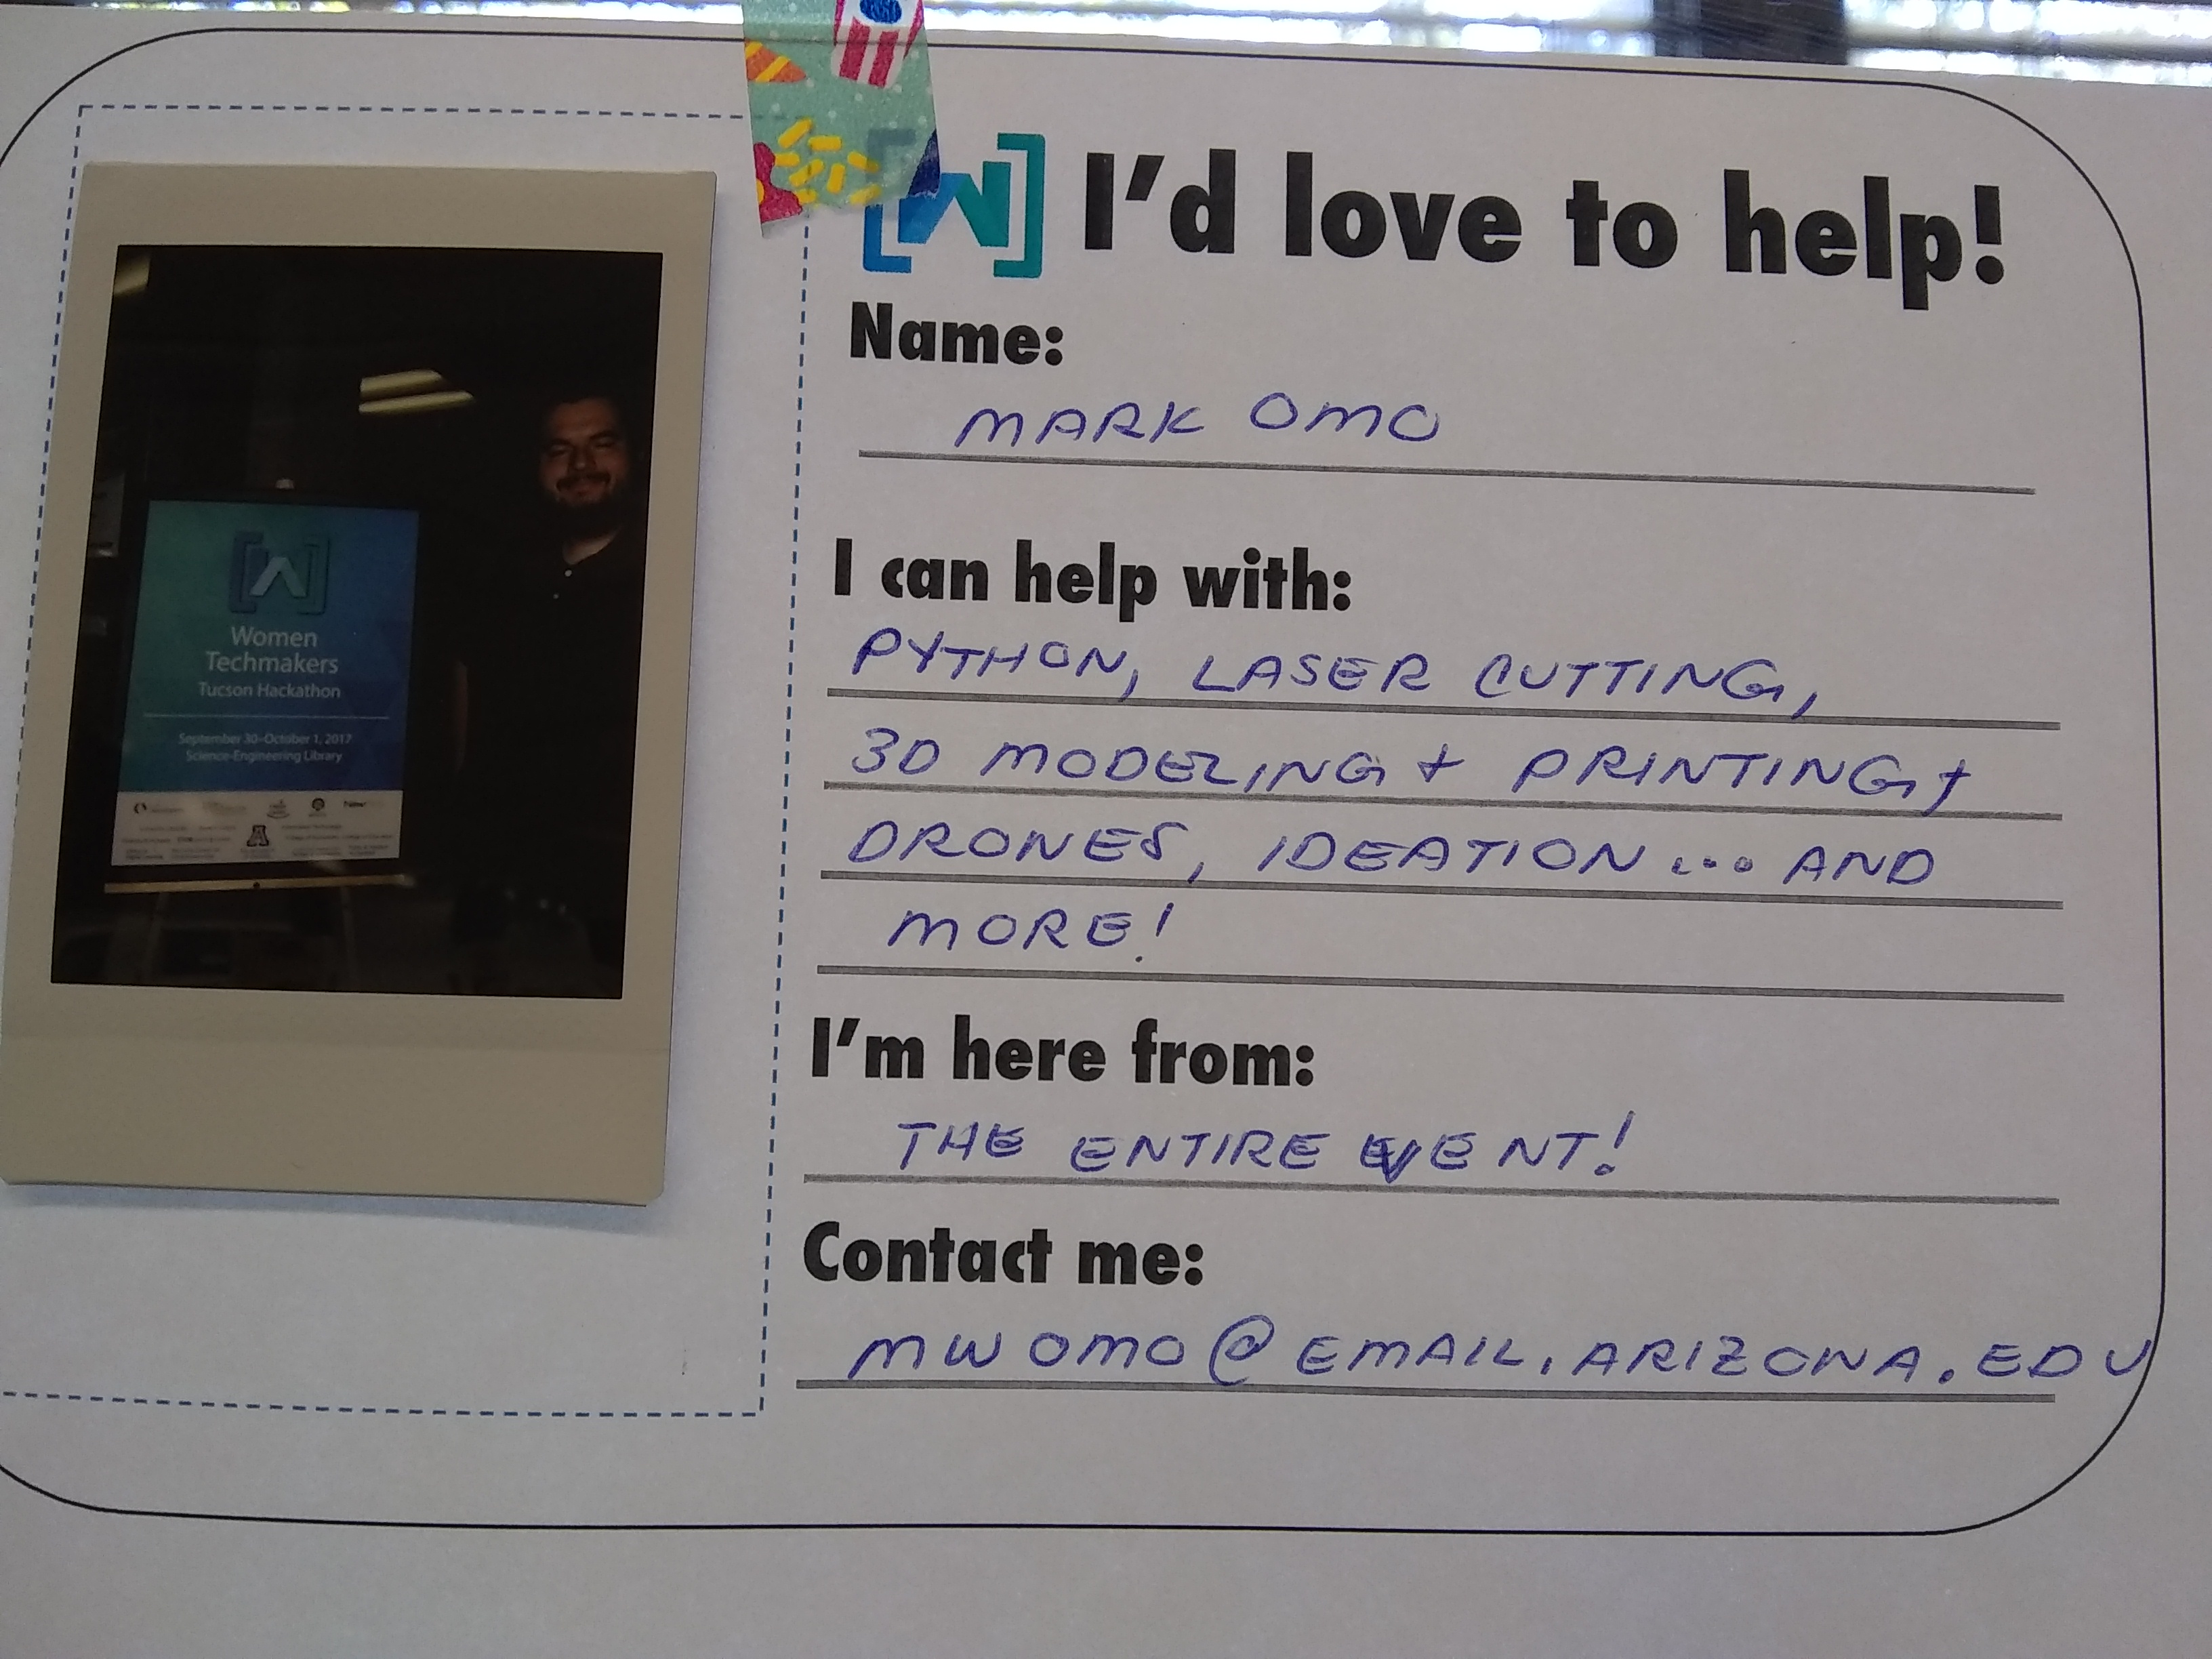 Women
Techmakers
Tucson Hackathon
September 30-October 1, 2017
Science-Engineering Library
I'd love to help!
Name:
MARK OMO
I can help with:
PYTHON, LASER CUTTING,
3D MODELING + PRINTING,
DRONES, IDEATION ... AND
MORE!
I'm here from:
THE ENTIRE EVENT!
Contact me:
MWOMO@EMAIL.ARIZONA.EDU